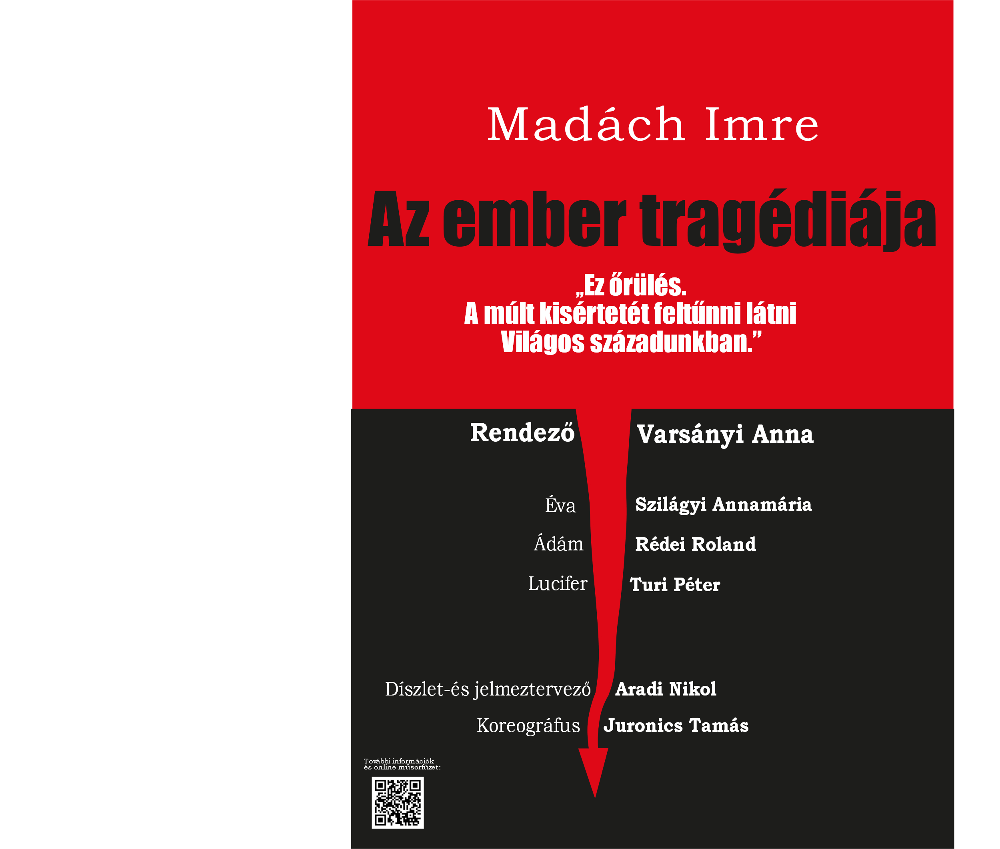 Madách Imre
Az ember tragédiája
„Ez őrülés.
A múlt kisértetét feltűnni látni
Világos századunkban.”
Rendező Varsányi Anna
Éva Szilágyi Annamária
Ádám Rédei Roland
Lucifer Turi Péter
Díszlet-és jelmeztervező Aradi Nikol
Koreográfus Juronics Tamás
További információk
és online műsorfüzet: